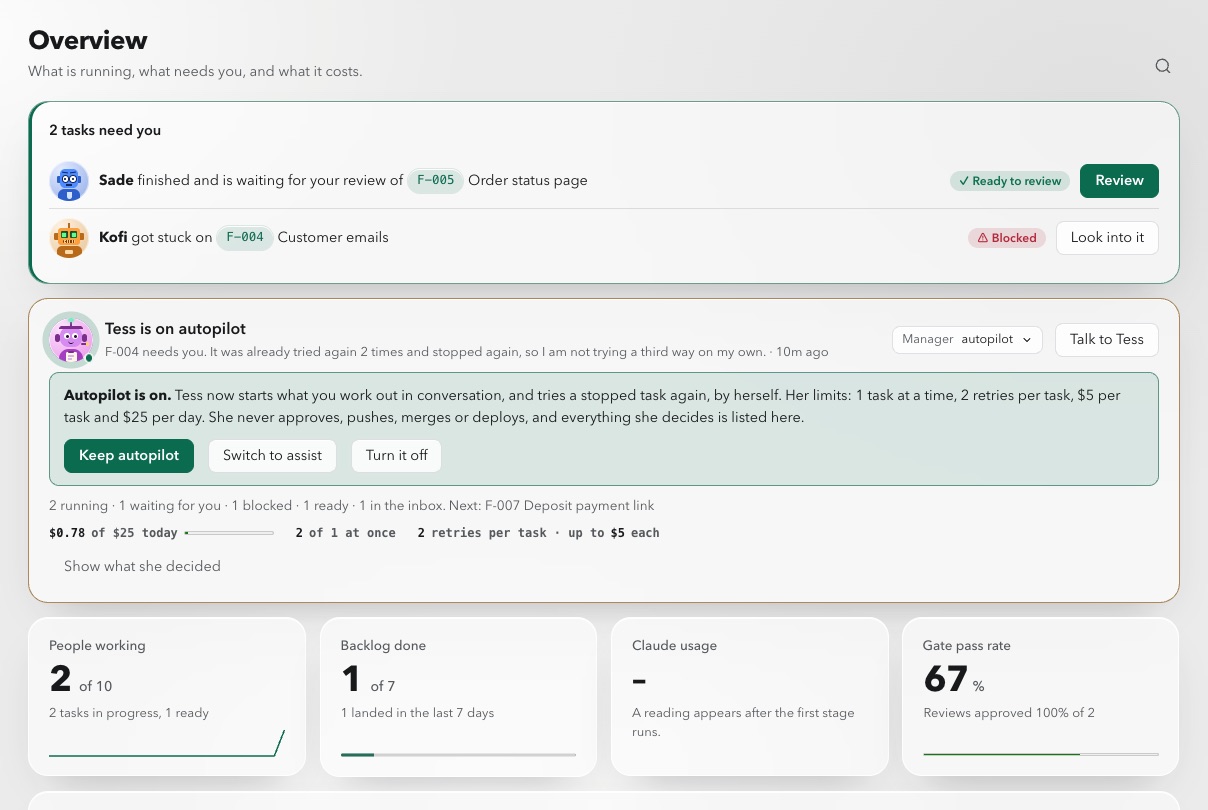 Overview
What is running, what needs you, and what it costs.
2 tasks need you
Sade finished and is waiting for your review of F-005 Order status page
✓ Ready to review
Review
Kofi got stuck on F-004 Customer emails
⚠ Blocked
Look into it
Tess is on autopilot
F-004 needs you. It was already tried again 2 times and stopped again, so I am not trying a third way on my own. · 10m ago
Manager autopilot
Talk to Tess
Autopilot is on. Tess now starts what you work out in conversation, and tries a stopped task again, by herself. Her limits: 1 task at a time, 2 retries per task, $5 per
task and $25 per day. She never approves, pushes, merges or deploys, and everything she decides is listed here.
Keep autopilot
Switch to assist
Turn it off
2 running · 1 waiting for you · 1 blocked · 1 ready · 1 in the inbox. Next: F-007 Deposit payment link
$0.78 of $25 today 2 of 1 at once 2 retries per task · up to $5 each
Show what she decided
People working
2 of 10
2 tasks in progress, 1 ready
Backlog done
1 of 7
1 landed in the last 7 days
Claude usage
–
A reading appears after the first stage
runs.
Gate pass rate
67 %
Reviews approved 100% of 2